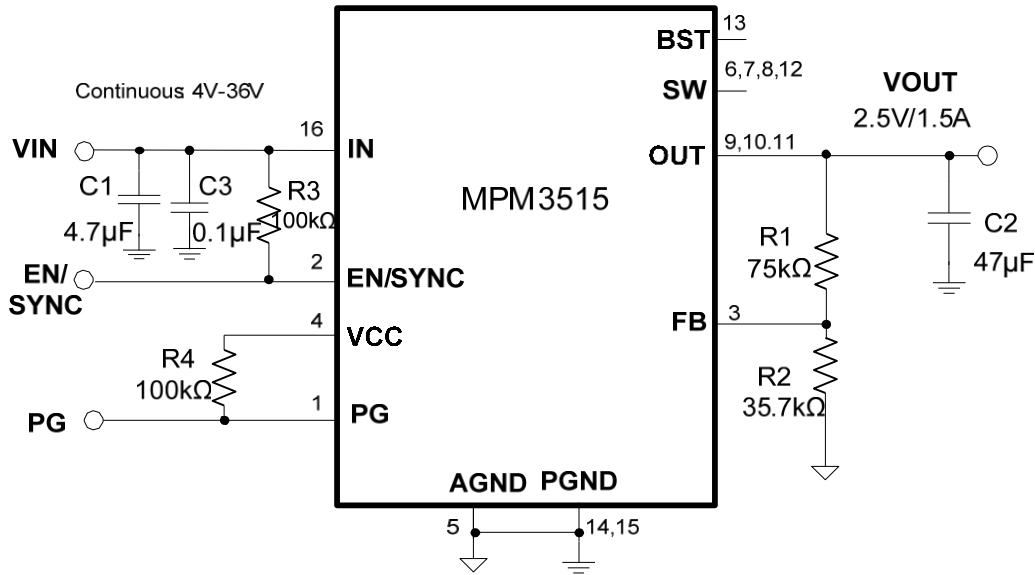 13
BST
6,7,8,12
SW
Continuous: 4V-36V
VOUT
2.5V/1.5A
16
VIN
IN
9,10.11
OUT
MPM3515
C1
C3
R3
100kΩ
4.7µF
0.1µF
C2
47µF
R1
75kΩ
2
EN/
SYNC
EN/SYNC
4
VCC
FB
3
R4
100kΩ
R2
35.7kΩ
1
PG
PG
AGND
PGND
5
14,15